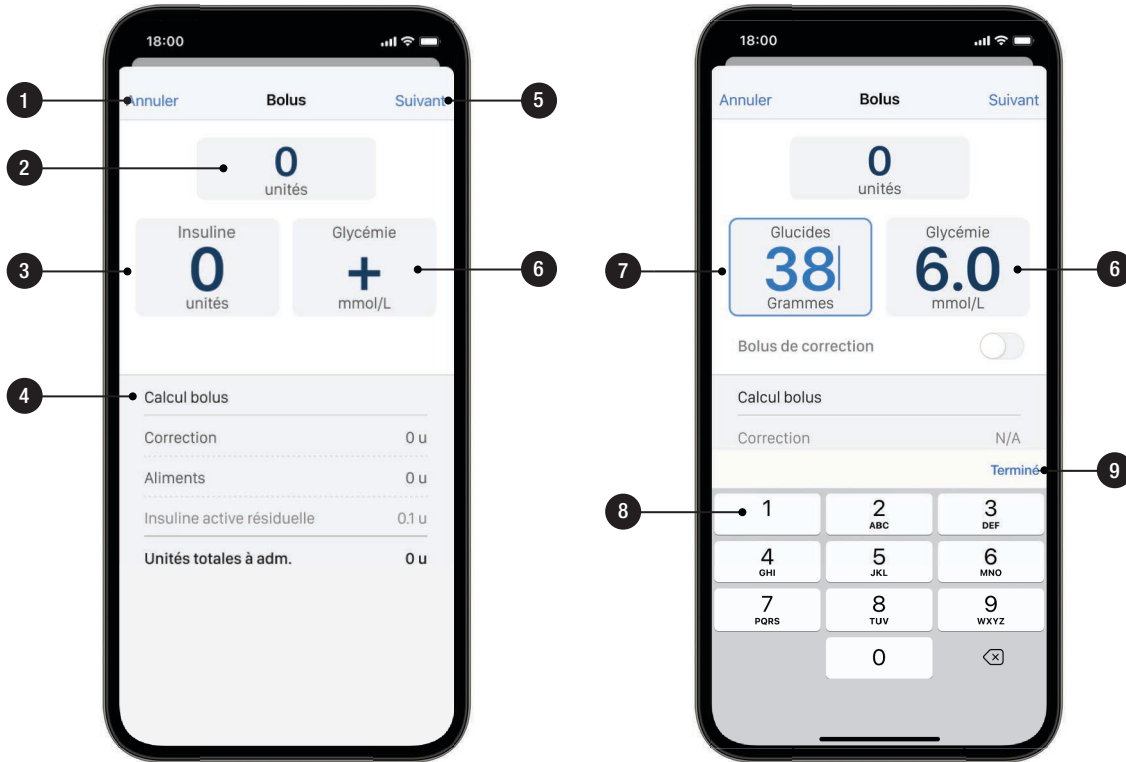 18:00
1 Annuler Bolus Suivant 5
2 0
unités
Insuline Glycémie
3 0 + 6
unités mmol/L
4 Calcul bolus
Correction 0 u
Aliments 0 u
Insuline active résiduelle 0.1 u
Unités totales à adm. 0 u
18:00
Annuler Bolus Suivant
0
unités
Glucides Glycémie
7 38 6.0 6
Grammes mmol/L
Bolus de correction
Calcul bolus
Correction N/A
Terminé 9
8 1 2 3
ABC DEF
4 5 6
GHI JKL MNO
7 8 9
PQRS TUV WXYZ
0